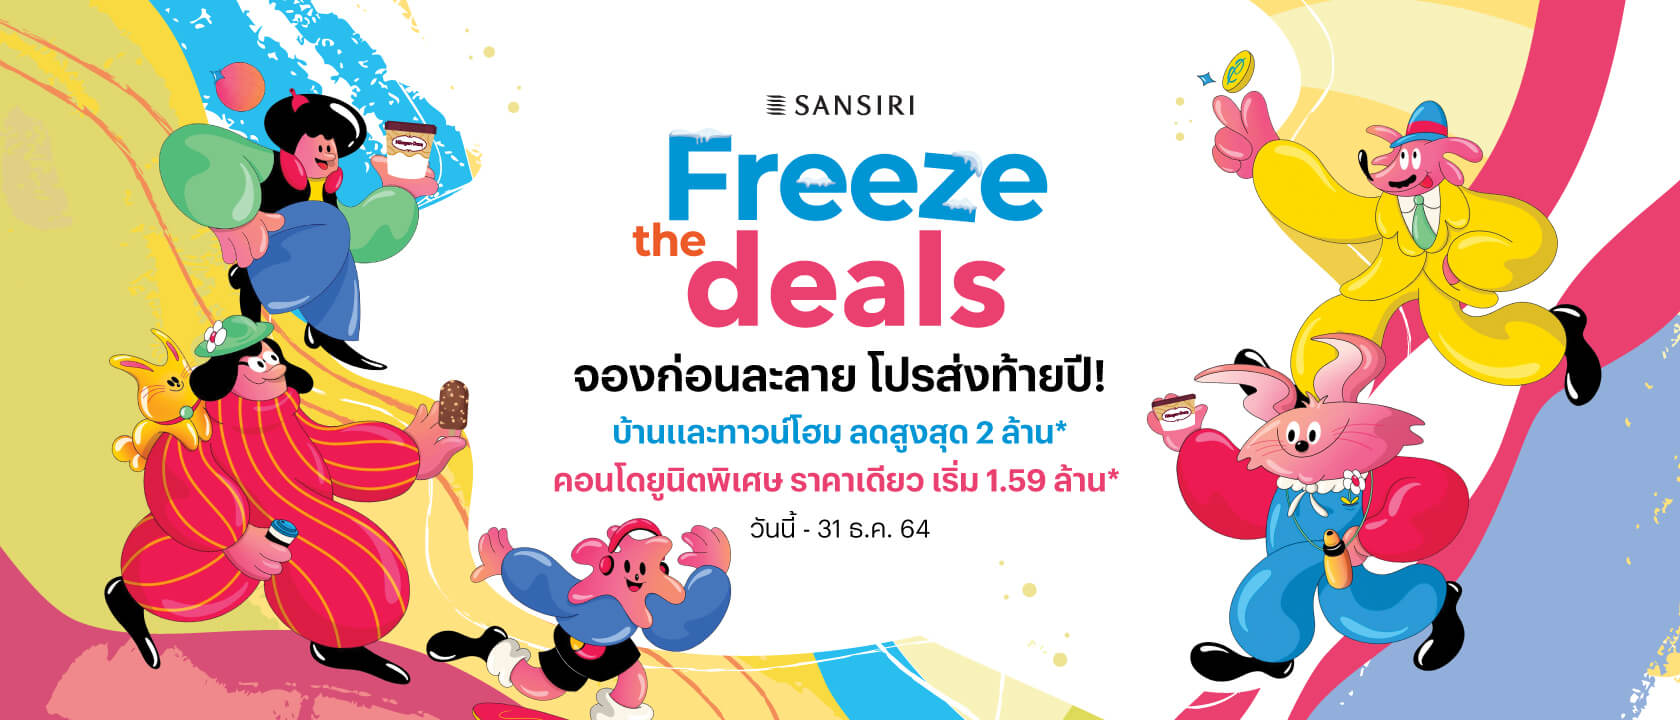 SANSIRI
Freeze
the
deals
จองก่อนละลาย โปรส่งท้ายปี!
บ้านและทาวน์โฮม ลดสูงสุด 2 ล้าน*
คอนโดยูนิตพิเศษ ราคาเดียว เริ่ม 1.59 ล้าน*
วันนี้ - 31 ธ.ค. 64